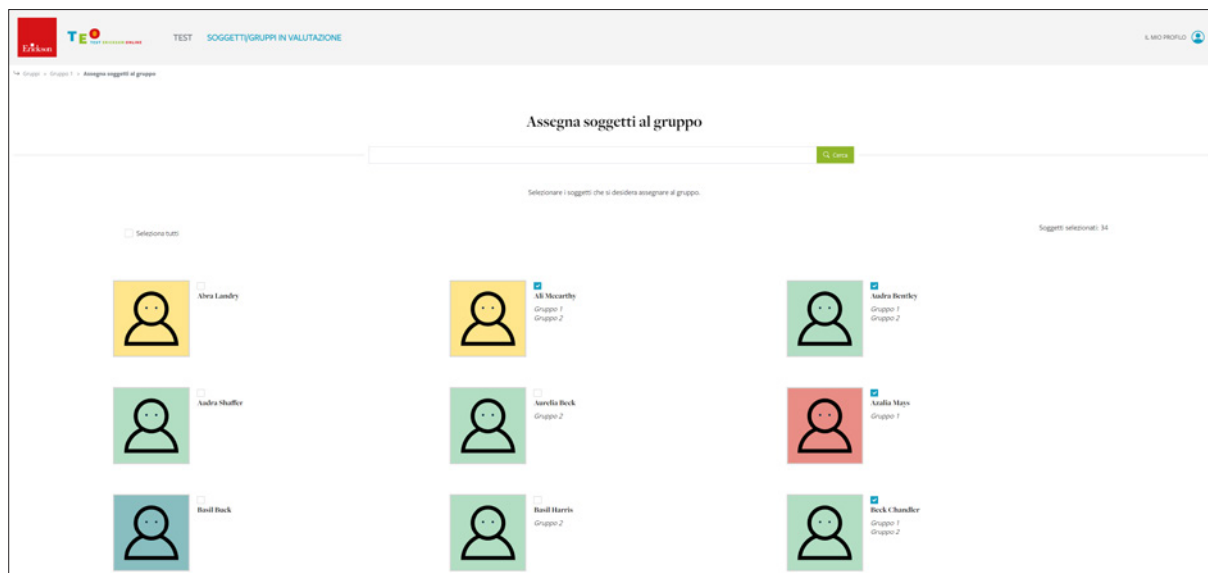 Erickson
TEO TEST ERICKSON ONLINE
TEST
SOGGETTI/GRUPPI IN VALUTAZIONE
IL MIO PROFILO
Gruppi > Gruppo 1 > Assegna soggetti al gruppo
Assegna soggetti al gruppo
Cerca
Selezionare i soggetti che si desidera assegnare al gruppo.
Seleziona tutti
Soggetti selezionati: 34
Abra Landry
Ali Mccarthy
Gruppo 1
Gruppo 2
Audra Bentley
Gruppo 1
Gruppo 2
Audra Shaffer
Aurelia Beck
Gruppo 2
Azalia Mays
Gruppo 1
Basil Buck
Basil Harris
Gruppo 2
Beck Chandler
Gruppo 1
Gruppo 2